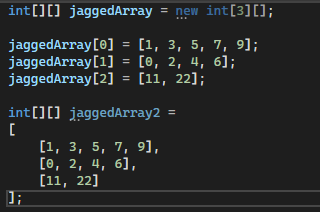 int[][] jaggedArray = new int[3][];
jaggedArray[0] = [1, 3, 5, 7, 9];
jaggedArray[1] = [0, 2, 4, 6];
jaggedArray[2] = [11, 22];
int[][] jaggedArray2 =
[
[1, 3, 5, 7, 9],
[0, 2, 4, 6],
[11, 22]
];